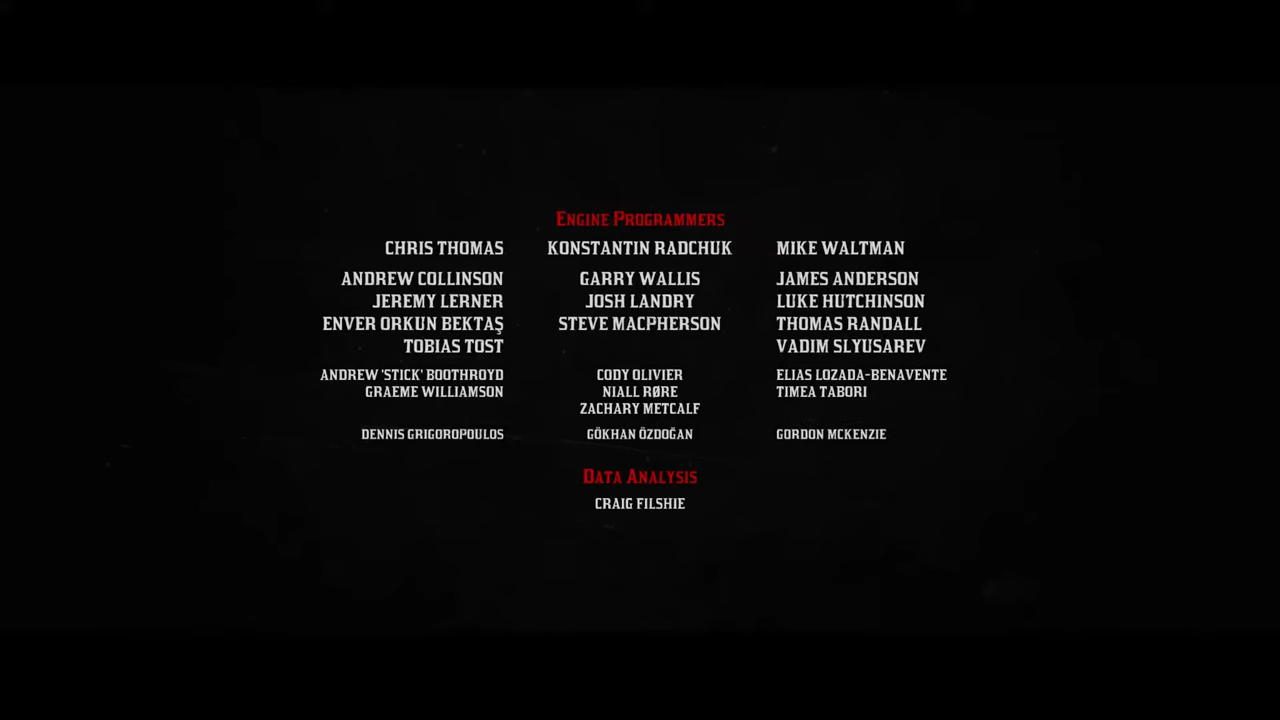 ENGINE PROGRAMMERS
CHRIS THOMAS KONSTANTIN RADCHUK MIKE WALTMAN
ANDREW COLLINSON GARRY WALLIS JAMES ANDERSON
JEREMY LERNER JOSH LANDRY LUKE HUTCHINSON
ENVER ORKUN BEKTAŞ STEVE MACPHERSON THOMAS RANDALL
TOBIAS TOST VADIM SLYUSAREV
ANDREW 'STICK' BOOTHROYD CODY OLIVIER ELIAS LOZADA-BENAVENTE
GRAEME WILLIAMSON NIALL RØRE TIMEA TABORI
ZACHARY METCALF
DENNIS GRIGOROPOULOS GÖKHAN ÖZDOĞAN GORDON MCKENZIE
DATA ANALYSIS
CRAIG FILSHIE